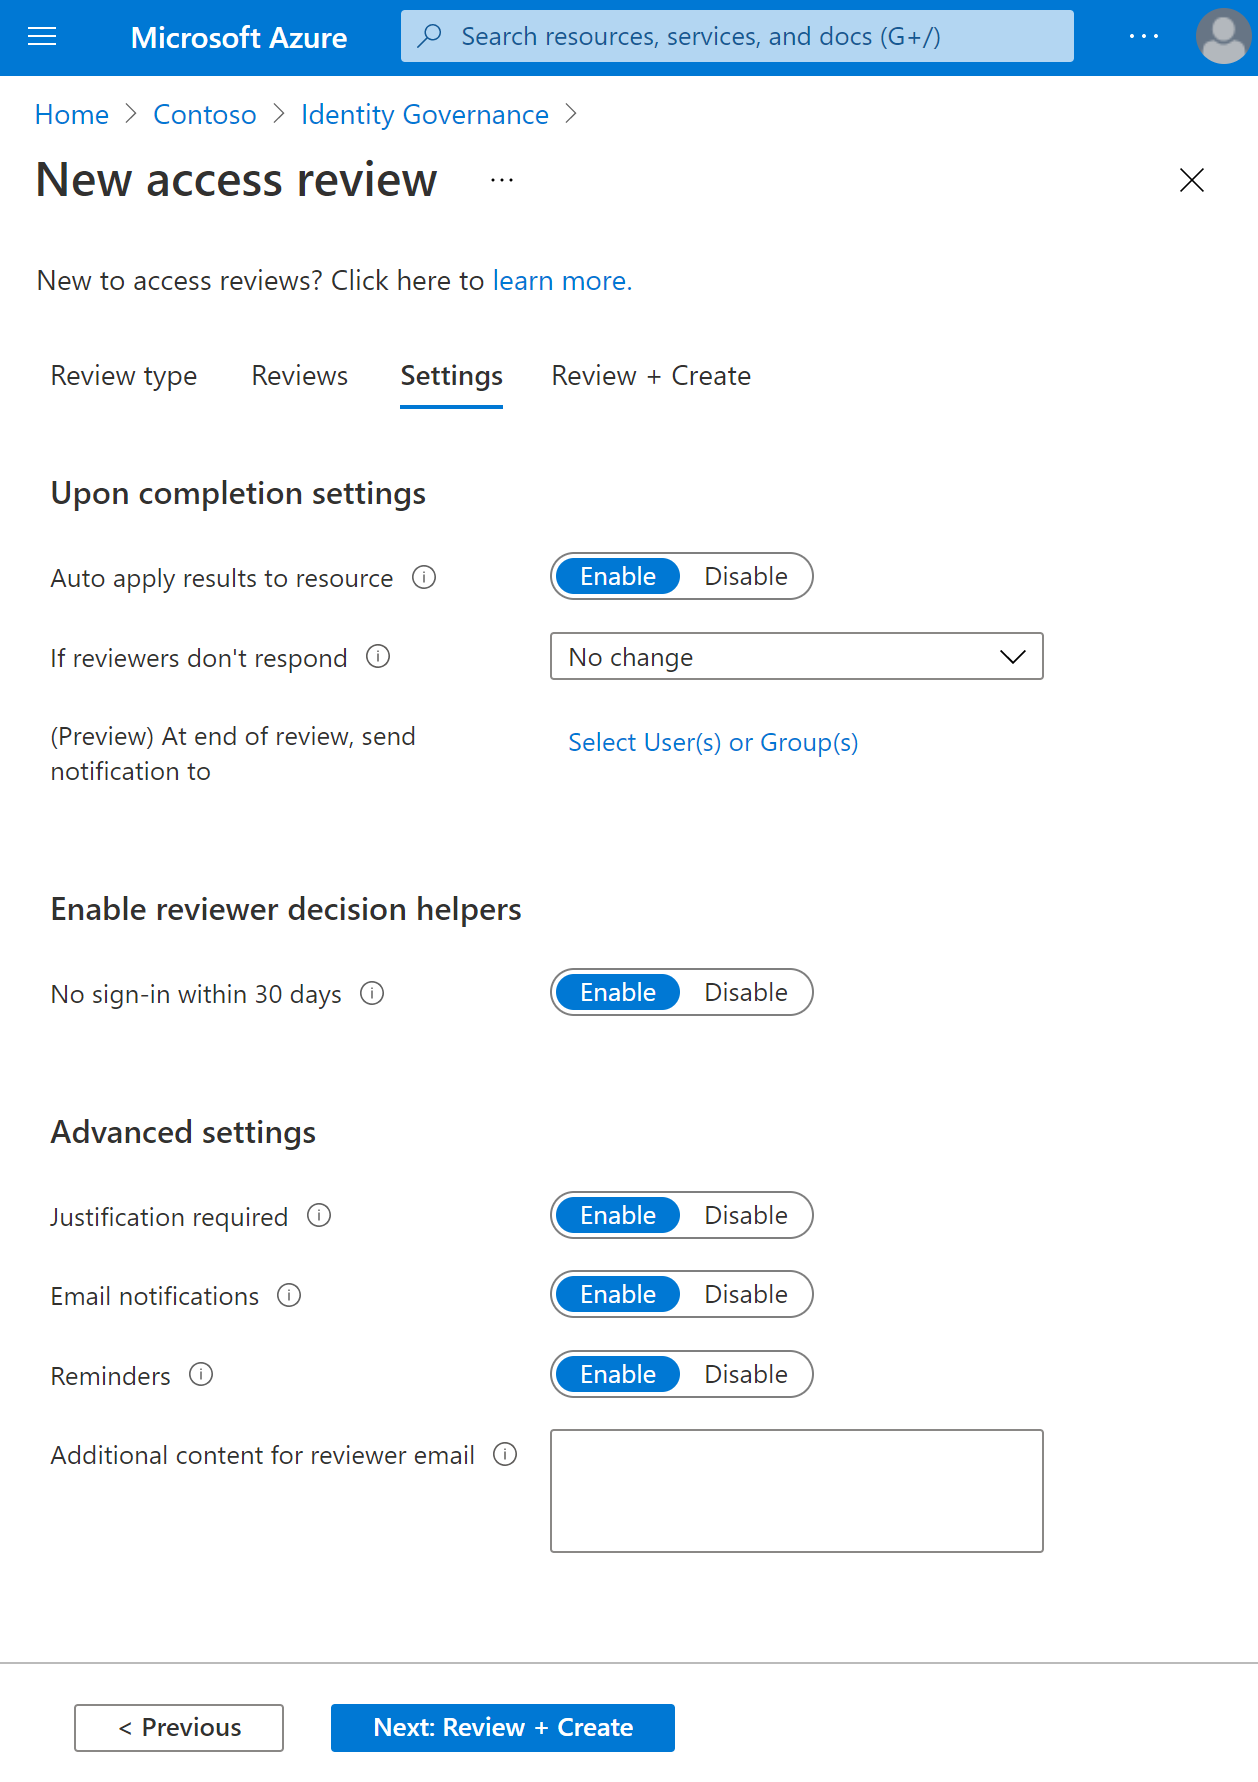 Microsoft Azure
Search resources, services, and docs (G+/)
Home > Contoso > Identity Governance >
New access review ...
New to access reviews? Click here to learn more.
Review type Reviews Settings Review + Create
Upon completion settings
Auto apply results to resource Enable Disable
If reviewers don't respond No change
(Preview) At end of review, send
notification to
Select User(s) or Group(s)
Enable reviewer decision helpers
No sign-in within 30 days Enable Disable
Advanced settings
Justification required Enable Disable
Email notifications Enable Disable
Reminders Enable Disable
Additional content for reviewer email
< Previous Next: Review + Create